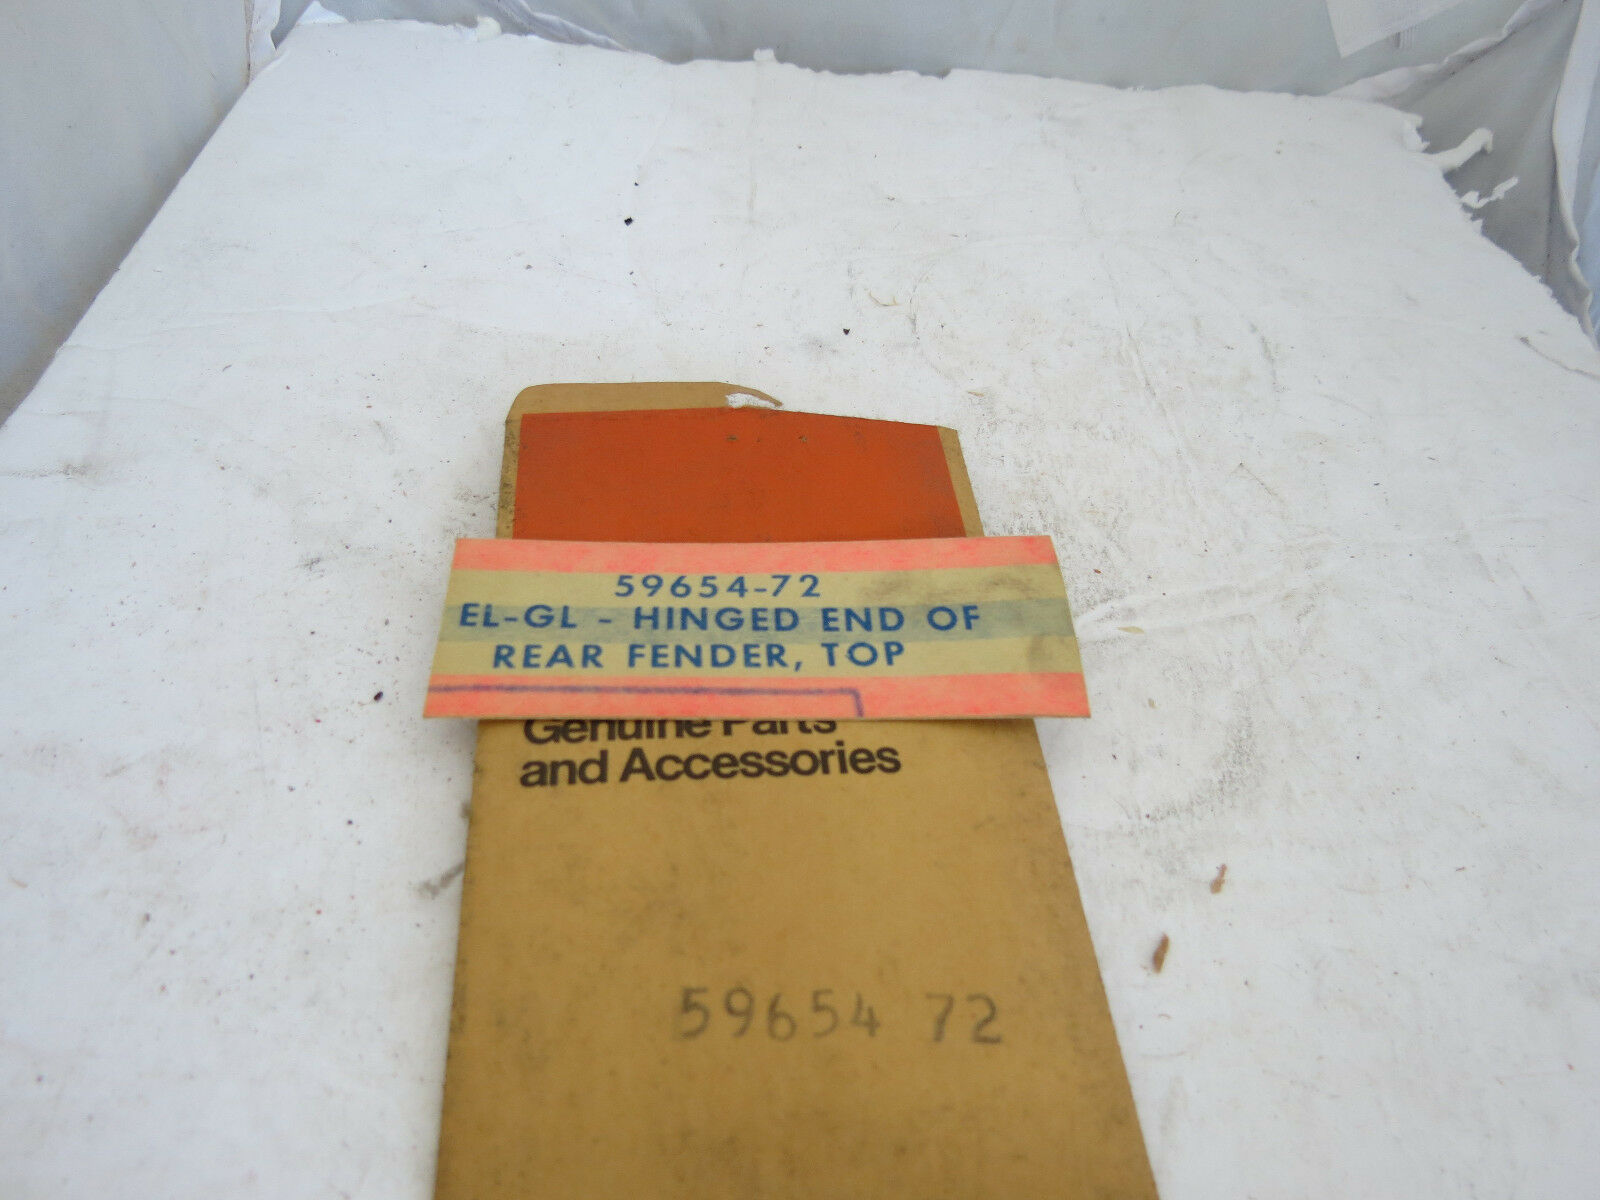 59654-72
EL-GL - HINGED END OF
REAR FENDER, TOP
Genuine Parts
and Accessories
59654 72